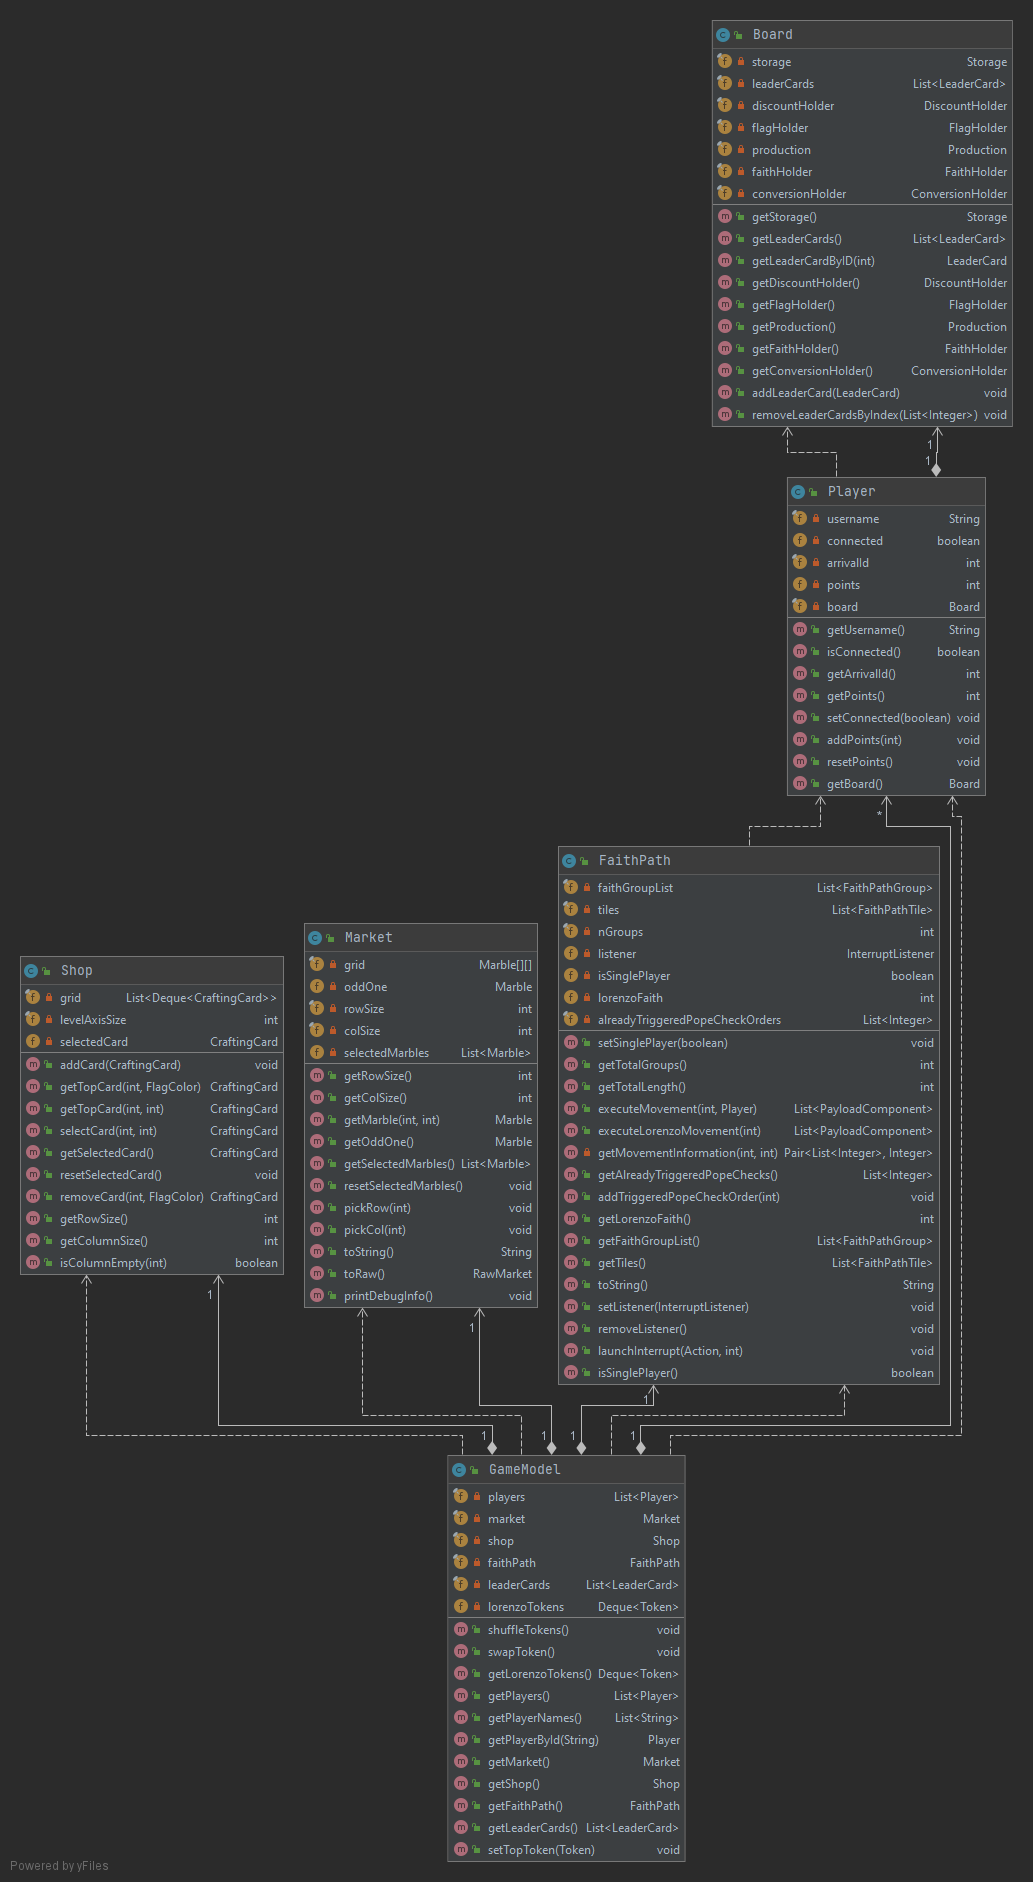 Board
storage Storage
leaderCards List<LeaderCard>
discountHolder DiscountHolder
flagHolder FlagHolder
production Production
faithHolder FaithHolder
conversionHolder ConversionHolder
getStorage() Storage
getLeaderCards() List<LeaderCard>
getLeaderCardByID(int) LeaderCard
getDiscountHolder() DiscountHolder
getFlagHolder() FlagHolder
getProduction() Production
getFaithHolder() FaithHolder
getConversionHolder() ConversionHolder
addLeaderCard(LeaderCard) void
removeLeaderCardsByIndex(List<Integer>) void
1
1
Player
username String
connected boolean
arrivalId int
points int
board Board
getUsername() String
isConnected() boolean
getArrivalId() int
getPoints() int
setConnected(boolean) void
addPoints(int) void
resetPoints() void
getBoard() Board
*
FaithPath
faithGroupList List<FaithPathGroup>
tiles List<FaithPathTile>
nGroups int
listener InterruptListener
isSinglePlayer boolean
lorenzoFaith int
alreadyTriggeredPopeCheckOrders List<Integer>
setSinglePlayer(boolean) void
getTotalGroups() int
getTotalLength() int
executeMovement(int, Player) List<PayloadComponent>
executeLorenzoMovement(int) List<PayloadComponent>
getMovementInformation(int, int) Pair<List<Integer>, Integer>
getAlreadyTriggeredPopeChecks() List<Integer>
addTriggeredPopeCheckOrder(int) void
getLorenzoFaith() int
getFaithGroupList() List<FaithPathGroup>
getTiles() List<FaithPathTile>
toString() String
setListener(InterruptListener) void
removeListener() void
launchInterrupt(Action, int) void
isSinglePlayer() boolean
Market
grid Marble[][]
oddOne Marble
rowSize int
colSize int
selectedMarbles List<Marble>
getRowSize() int
getColSize() int
getMarble(int, int) Marble
getOddOne() Marble
getSelectedMarbles() List<Marble>
resetSelectedMarbles() void
pickRow(int) void
pickCol(int) void
toString() String
toRaw() RawMarket
printDebugInfo() void
Shop
grid List<Deque<CraftingCard>>
levelAxisSize int
selectedCard CraftingCard
addCard(CraftingCard) void
getTopCard(int, FlagColor) CraftingCard
getTopCard(int, int) CraftingCard
selectCard(int, int) CraftingCard
getSelectedCard() CraftingCard
resetSelectedCard() void
removeCard(int, FlagColor) CraftingCard
getRowSize() int
getColumnSize() int
isColumnEmpty(int) boolean
1
1
1
1
1
1
1
GameModel
players List<Player>
market Market
shop Shop
faithPath FaithPath
leaderCards List<LeaderCard>
lorenzoTokens Deque<Token>
shuffleTokens() void
swapToken() void
getLorenzoTokens() Deque<Token>
getPlayers() List<Player>
getPlayerNames() List<String>
getPlayerById(String) Player
getMarket() Market
getShop() Shop
getFaithPath() FaithPath
getLeaderCards() List<LeaderCard>
setTopToken(Token) void
Powered by yFiles